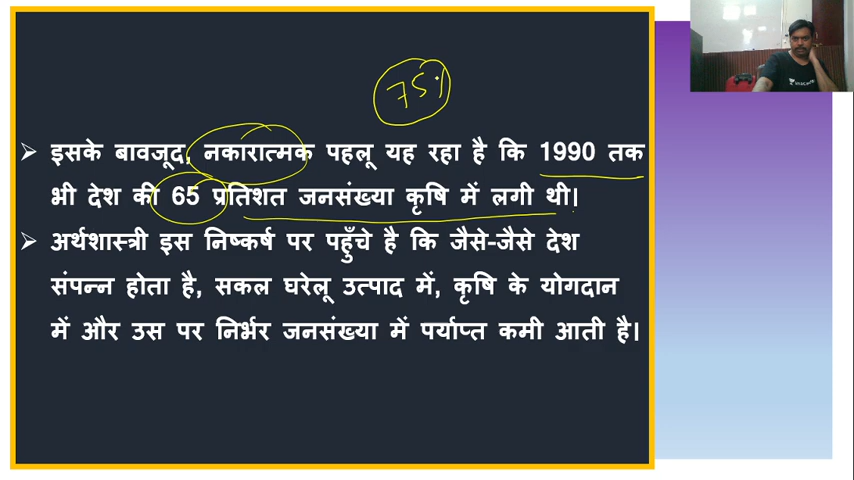 75%
इसके बावजूद, नकारात्मक पहलू यह रहा है कि 1990 तक
भी देश की 65 प्रतिशत जनसंख्या कृषि में लगी थी।
अर्थशास्त्री इस निष्कर्ष पर पहुँचे है कि जैसे-जैसे देश
संपन्न होता है, सकल घरेलू उत्पाद में, कृषि के योगदान
में और उस पर निर्भर जनसंख्या में पर्याप्त कमी आती है।